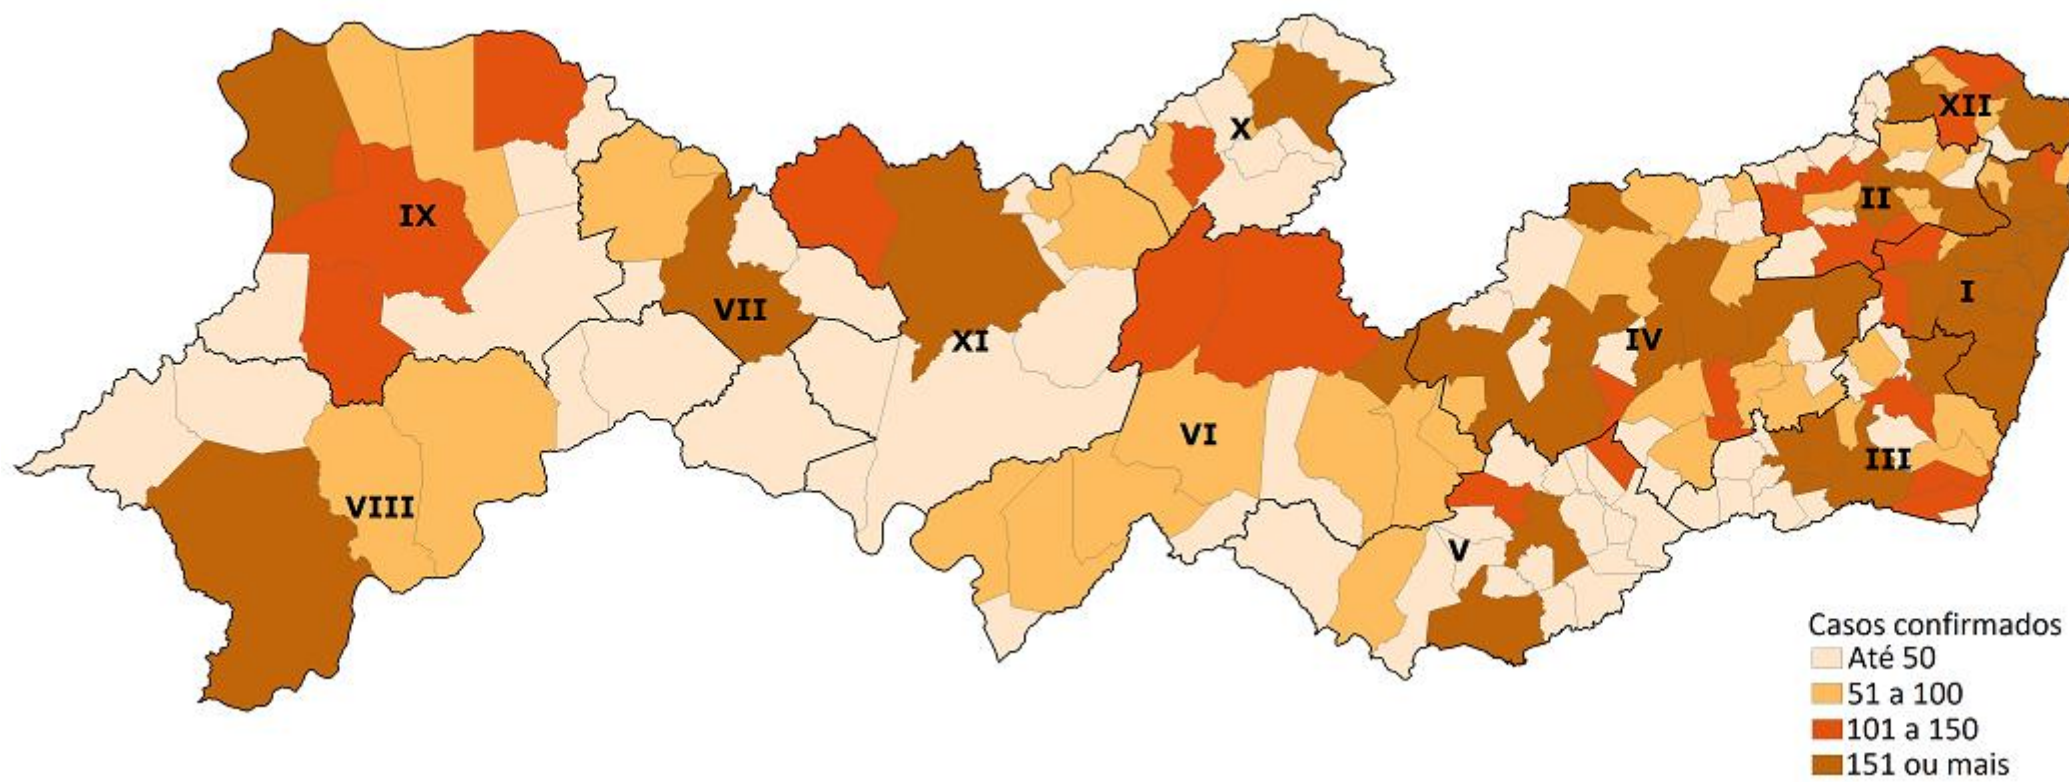 XII
X
II
IX
I
VII
XI
IV
VI
III
VIII
V
Casos confirmados
Até 50
51 a 100
101 a 150
151 ou mais